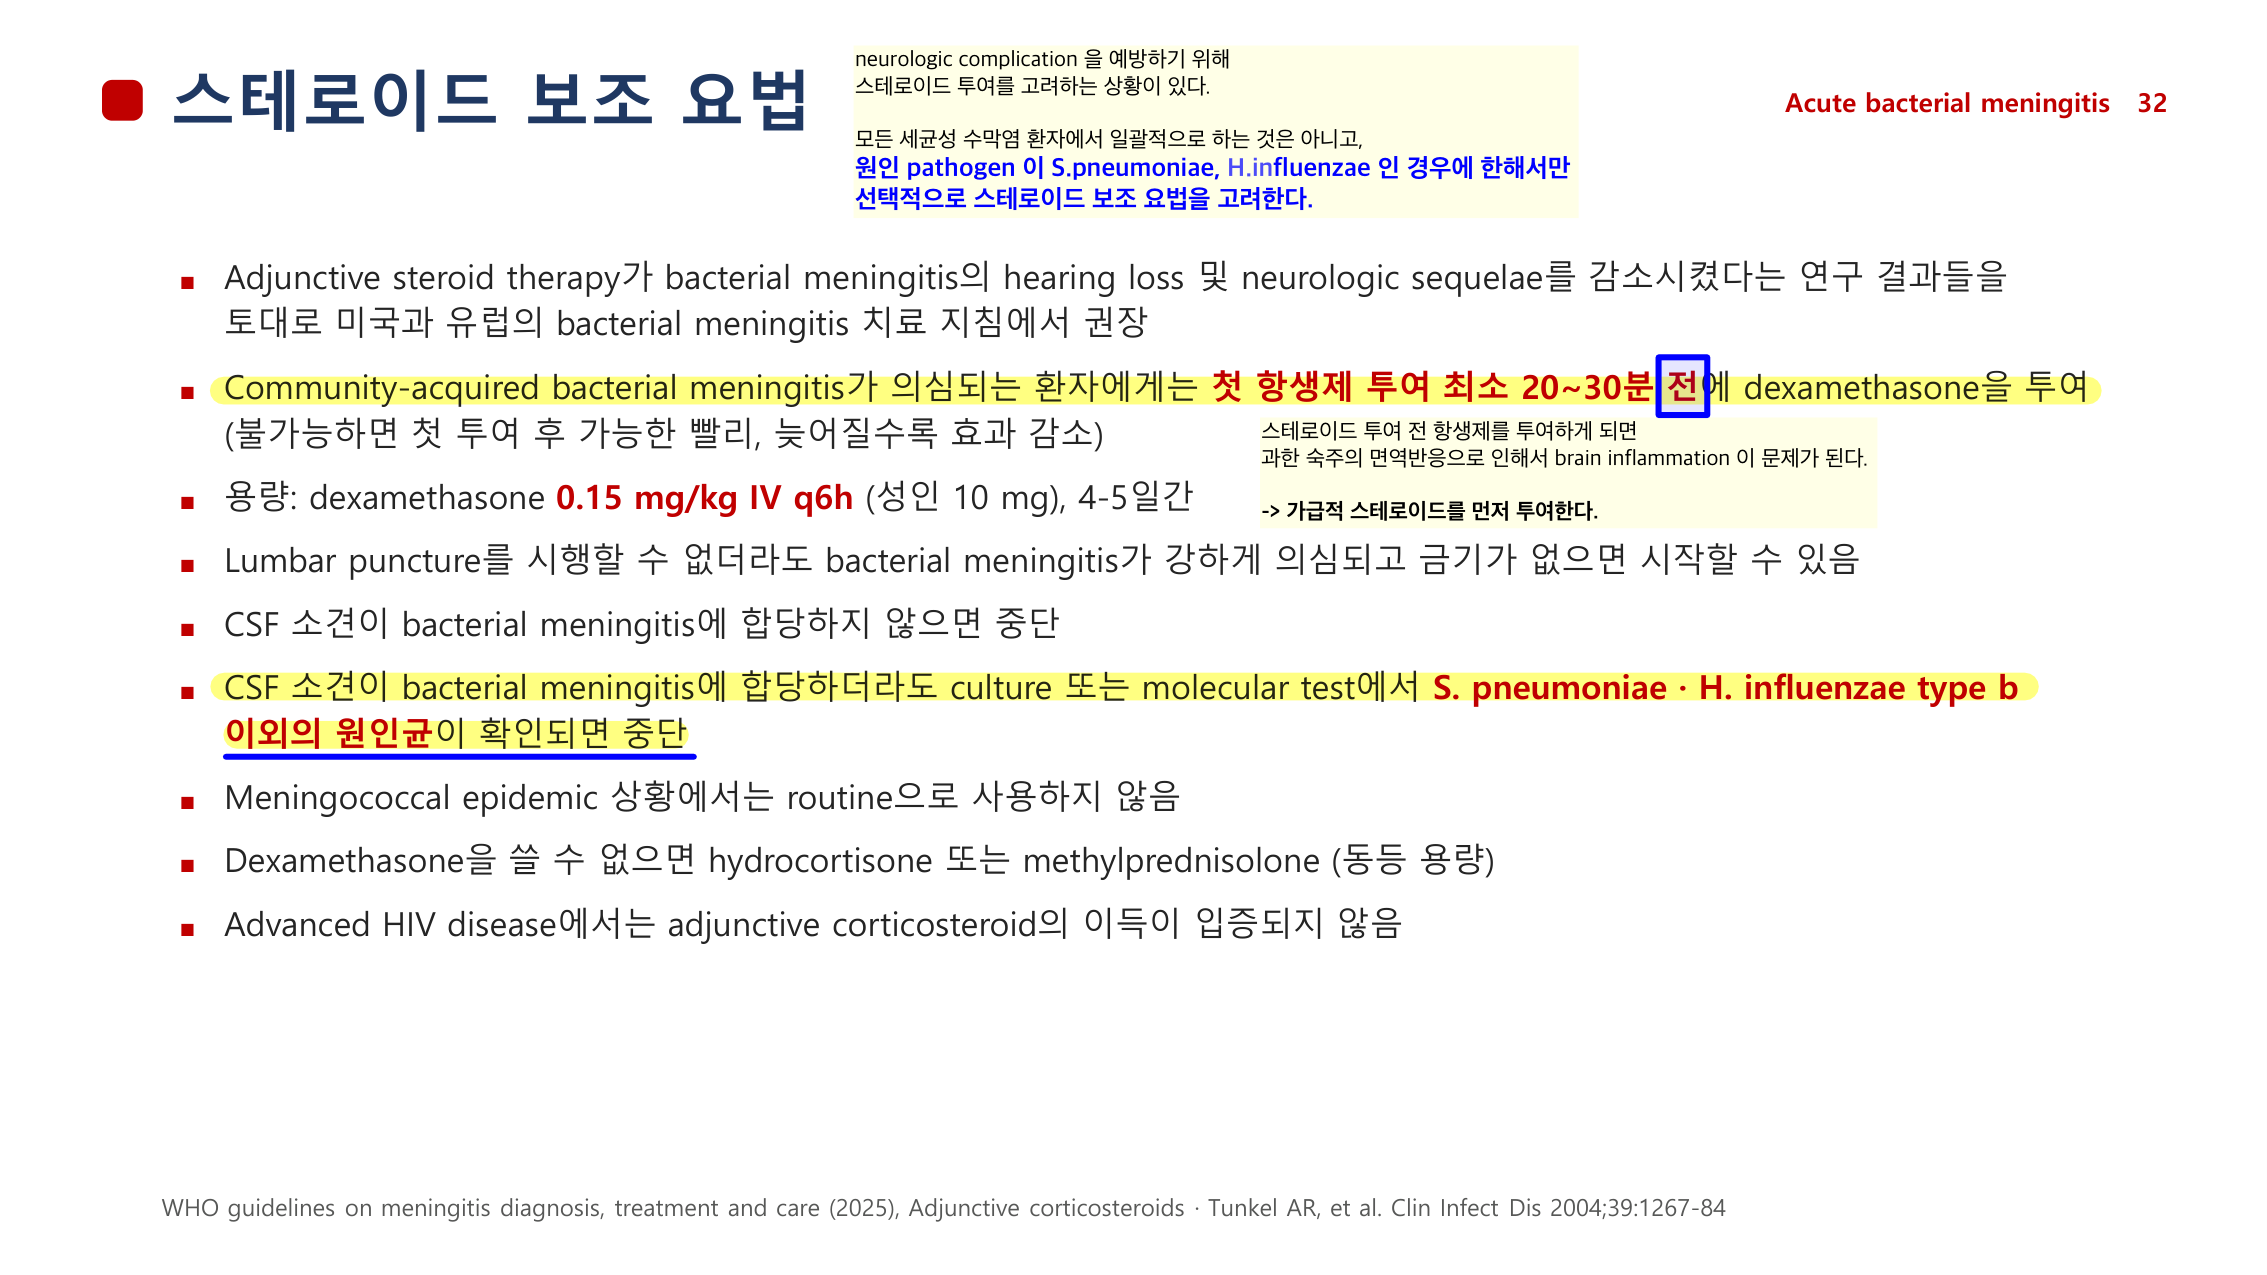 스테로이드 보조 요법
neurologic complication 을 예방하기 위해
스테로이드 투여를 고려하는 상황이 있다.
모든 세균성 수막염 환자에서 일괄적으로 하는 것은 아니고,
원인 pathogen 이 S.pneumoniae, H.influenzae 인 경우에 한해서만
선택적으로 스테로이드 보조 요법을 고려한다.
Acute bacterial meningitis 32
Adjunctive steroid therapy가 bacterial meningitis의 hearing loss 및 neurologic sequelae를 감소시켰다는 연구 결과들을
토대로 미국과 유럽의 bacterial meningitis 치료 지침에서 권장
Community-acquired bacterial meningitis가 의심되는 환자에게는 첫 항생제 투여 최소 20~30분 전에 dexamethasone을 투여
(불가능하면 첫 투여 후 가능한 빨리, 늦어질수록 효과 감소)
스테로이드 투여 전 항생제를 투여하게 되면
과한 숙주의 면역반응으로 인해서 brain inflammation 이 문제가 된다.
-> 가급적 스테로이드를 먼저 투여한다.
용량: dexamethasone 0.15 mg/kg IV q6h (성인 10 mg), 4-5일간
Lumbar puncture를 시행할 수 없더라도 bacterial meningitis가 강하게 의심되고 금기가 없으면 시작할 수 있음
CSF 소견이 bacterial meningitis에 합당하지 않으면 중단
CSF 소견이 bacterial meningitis에 합당하더라도 culture 또는 molecular test에서 S. pneumoniae · H. influenzae type b
이외의 원인균이 확인되면 중단
Meningococcal epidemic 상황에서는 routine으로 사용하지 않음
Dexamethasone을 쓸 수 없으면 hydrocortisone 또는 methylprednisolone (동등 용량)
Advanced HIV disease에서는 adjunctive corticosteroid의 이득이 입증되지 않음
WHO guidelines on meningitis diagnosis, treatment and care (2025), Adjunctive corticosteroids · Tunkel AR, et al. Clin Infect Dis 2004;39:1267-84